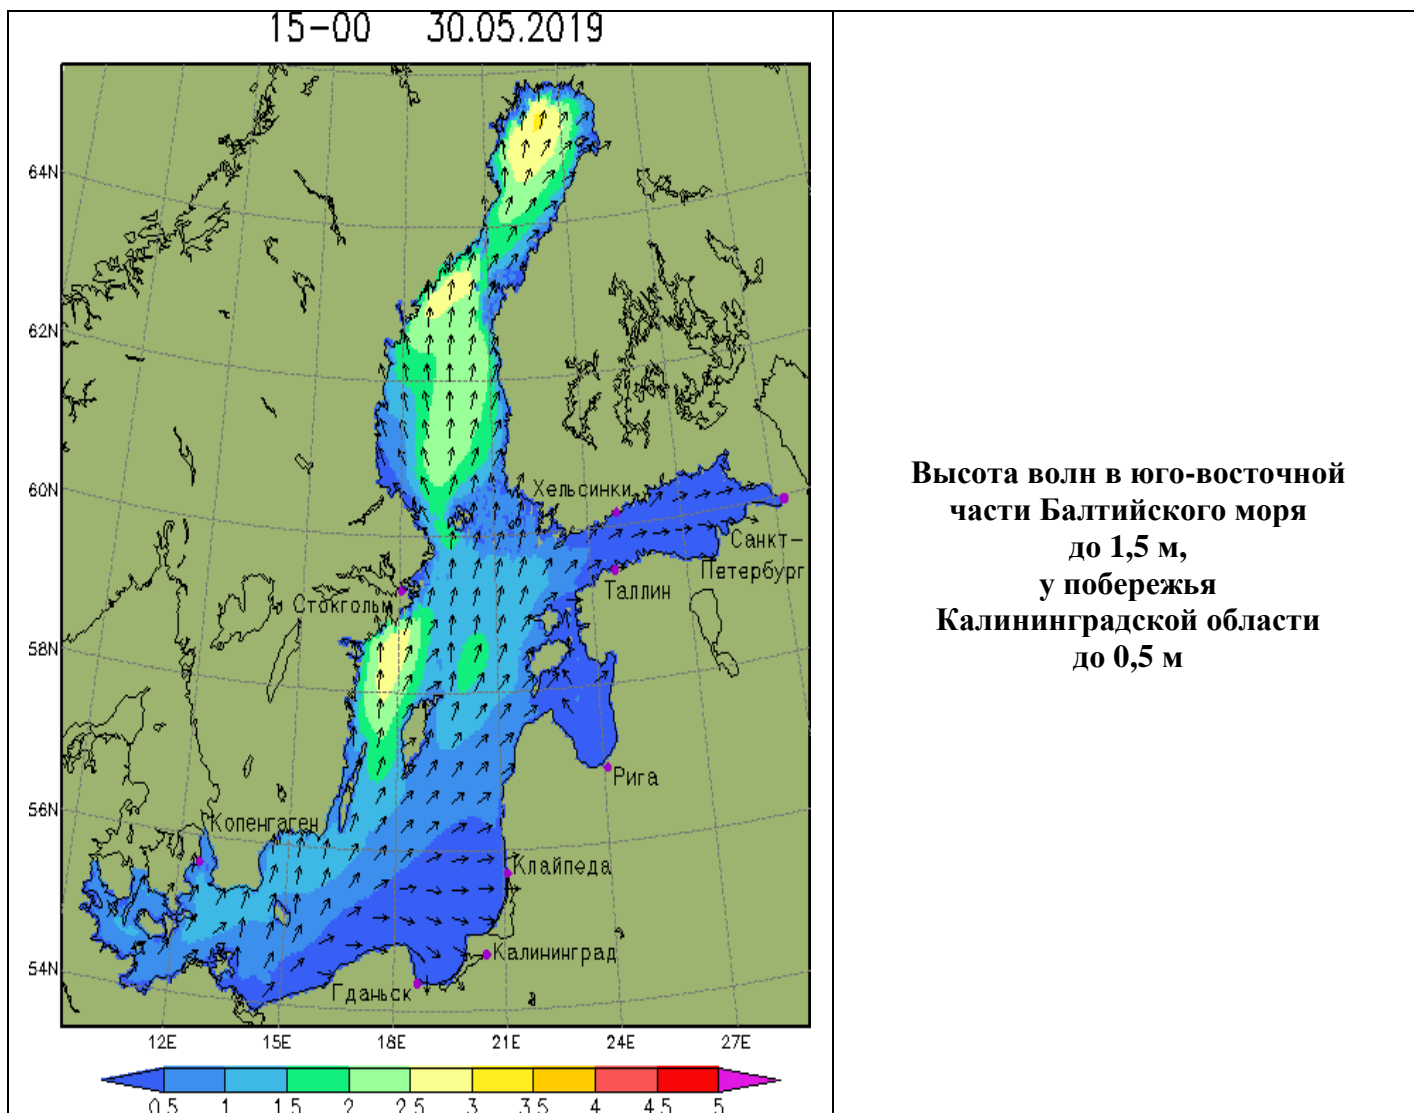 15-00 30.05.2019
64N
62N
60N
58N
56N
54N
Хельсинки
Санкт-
Петербург
Таллин
Стокгольм
Рига
Копенгаген
Клайпеда
Калининград
Гданьск
12E 15E 18E 21E 24E 27E
0.5 1 1.5 2 2.5 3 3.5 4 4.5 5
Высота волн в юго-восточной
части Балтийского моря
до 1,5 м,
у побережья
Калининградской области
до 0,5 м